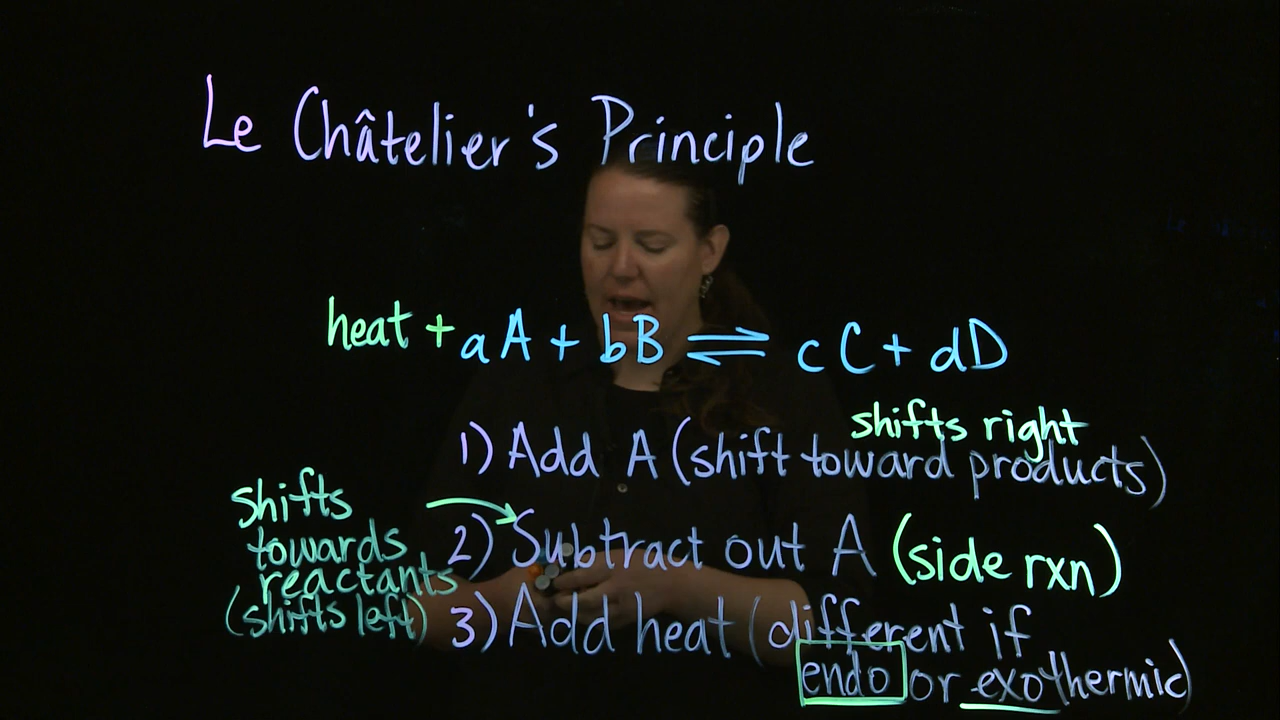 Le Châtelier's Principle
heat + aA + bB ⇌ cC + dD
shifts right
1) Add A (shift toward products)
shifts
towards
reactants
(shifts left)
2) Subtract out A (side rxn)
3) Add heat (different if
endo or exothermic)